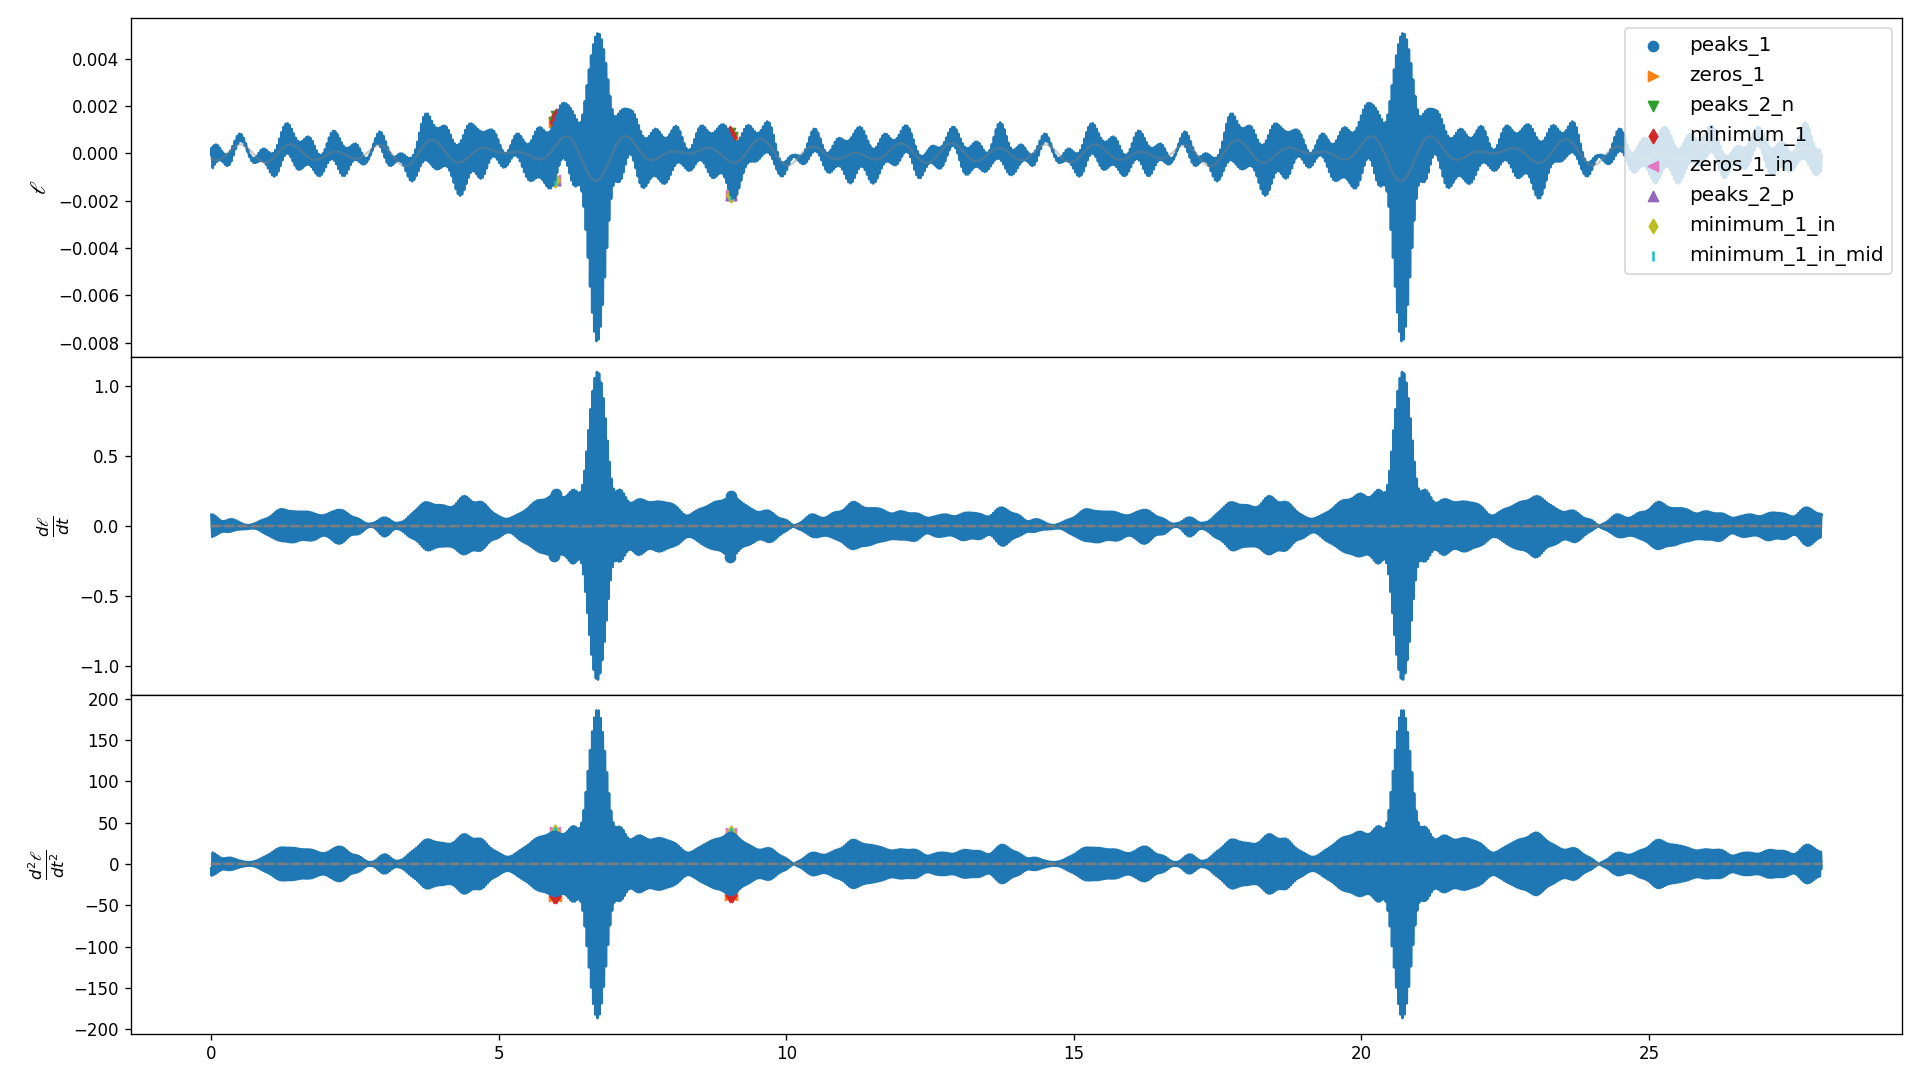 0.004
0.002
0.000
−0.002
−0.004
−0.006
−0.008
ℓ
peaks_1
zeros_1
peaks_2_n
minimum_1
zeros_1_in
peaks_2_p
minimum_1_in
minimum_1_in_mid
1.0
0.5
0.0
−0.5
−1.0
dℓ
dt
200
150
100
50
0
−50
−100
−150
−200
d²ℓ
dt²
0 5 10 15 20 25